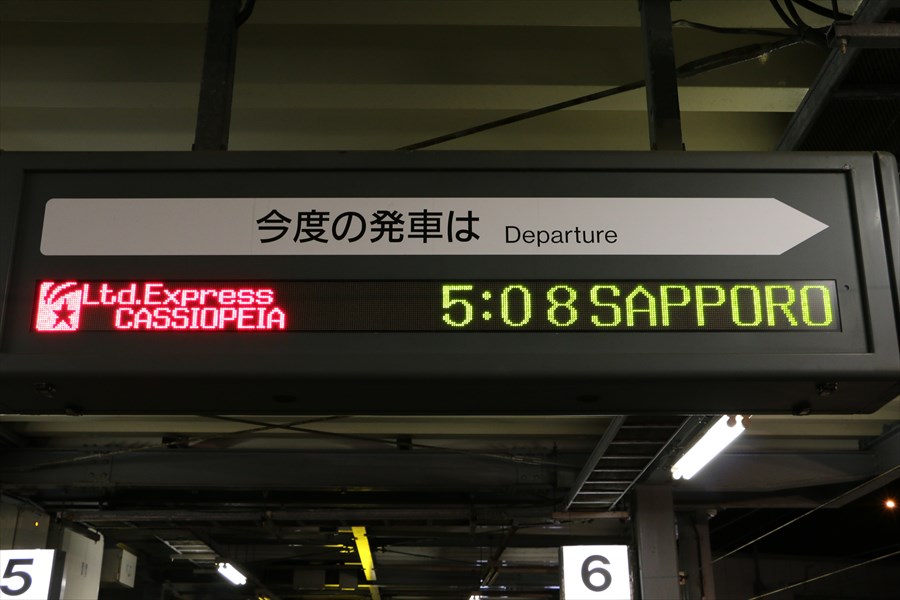 今度の発車は Departure
Ltd.Express
CASSIOPEIA
5:08 SAPPORO
5
6